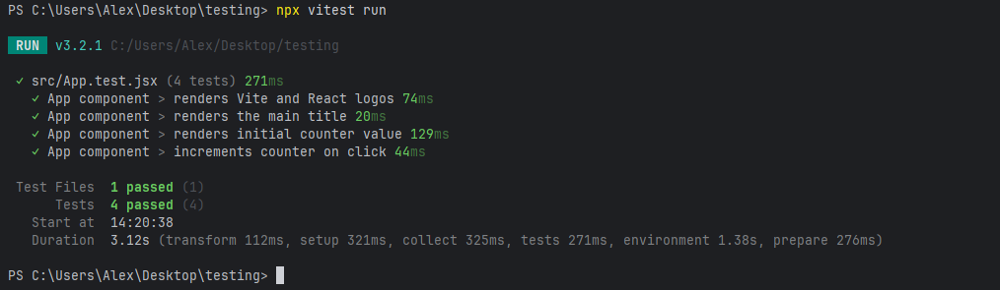 PS C:\Users\Alex\Desktop\testing> npx vitest run
RUN v3.2.1 C:/Users/Alex/Desktop/testing
✓ src/App.test.jsx (4 tests) 271ms
✓ App component > renders Vite and React logos 74ms
✓ App component > renders the main title 20ms
✓ App component > renders initial counter value 129ms
✓ App component > increments counter on click 44ms
Test Files 1 passed (1)
Tests 4 passed (4)
Start at 14:20:38
Duration 3.12s (transform 112ms, setup 321ms, collect 325ms, tests 271ms, environment 1.38s, prepare 276ms)
PS C:\Users\Alex\Desktop\testing>